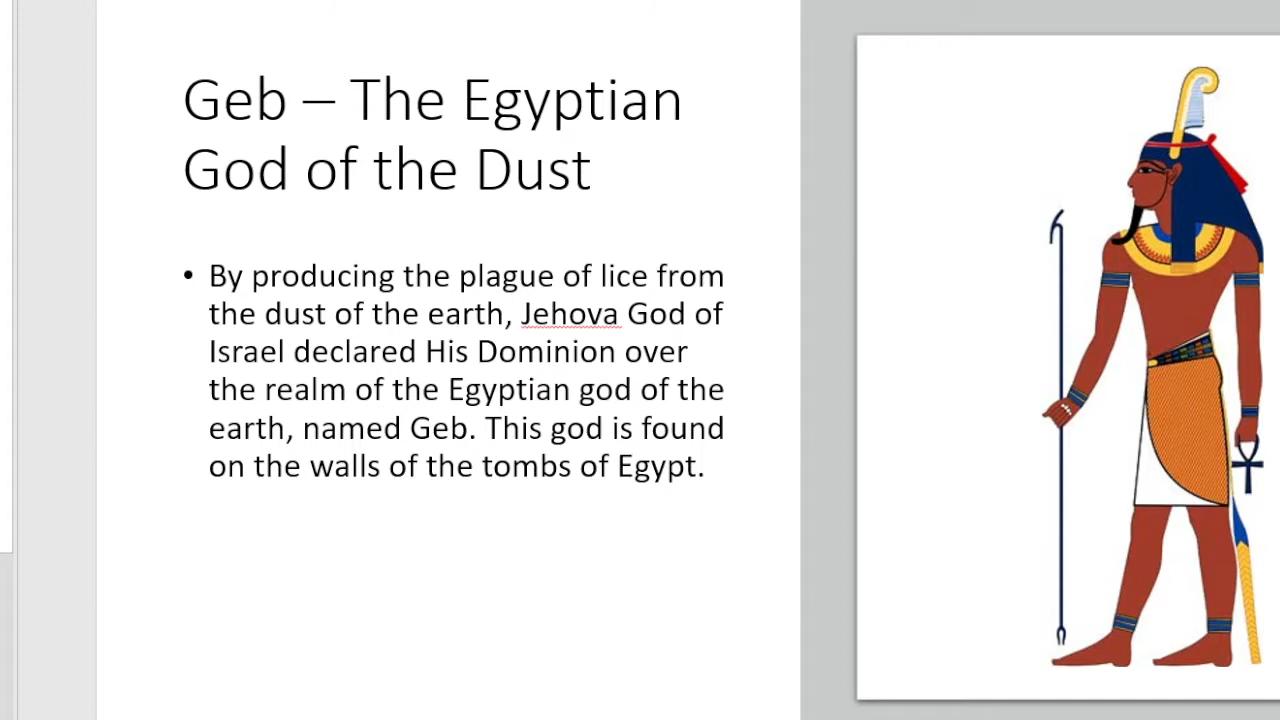 Geb – The Egyptian
God of the Dust
• By producing the plague of lice from
the dust of the earth, Jehova God of
Israel declared His Dominion over
the realm of the Egyptian god of the
earth, named Geb. This god is found
on the walls of the tombs of Egypt.